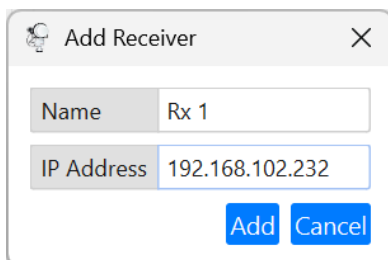 Add Receiver
Name Rx 1
IP Address 192.168.102.232
Add Cancel